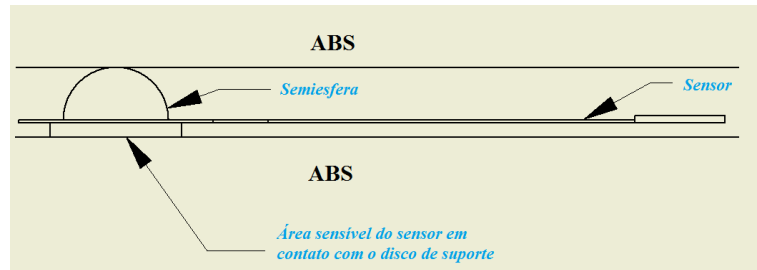 ABS
Semiesfera
Sensor
ABS
Área sensível do sensor em
contato com o disco de suporte